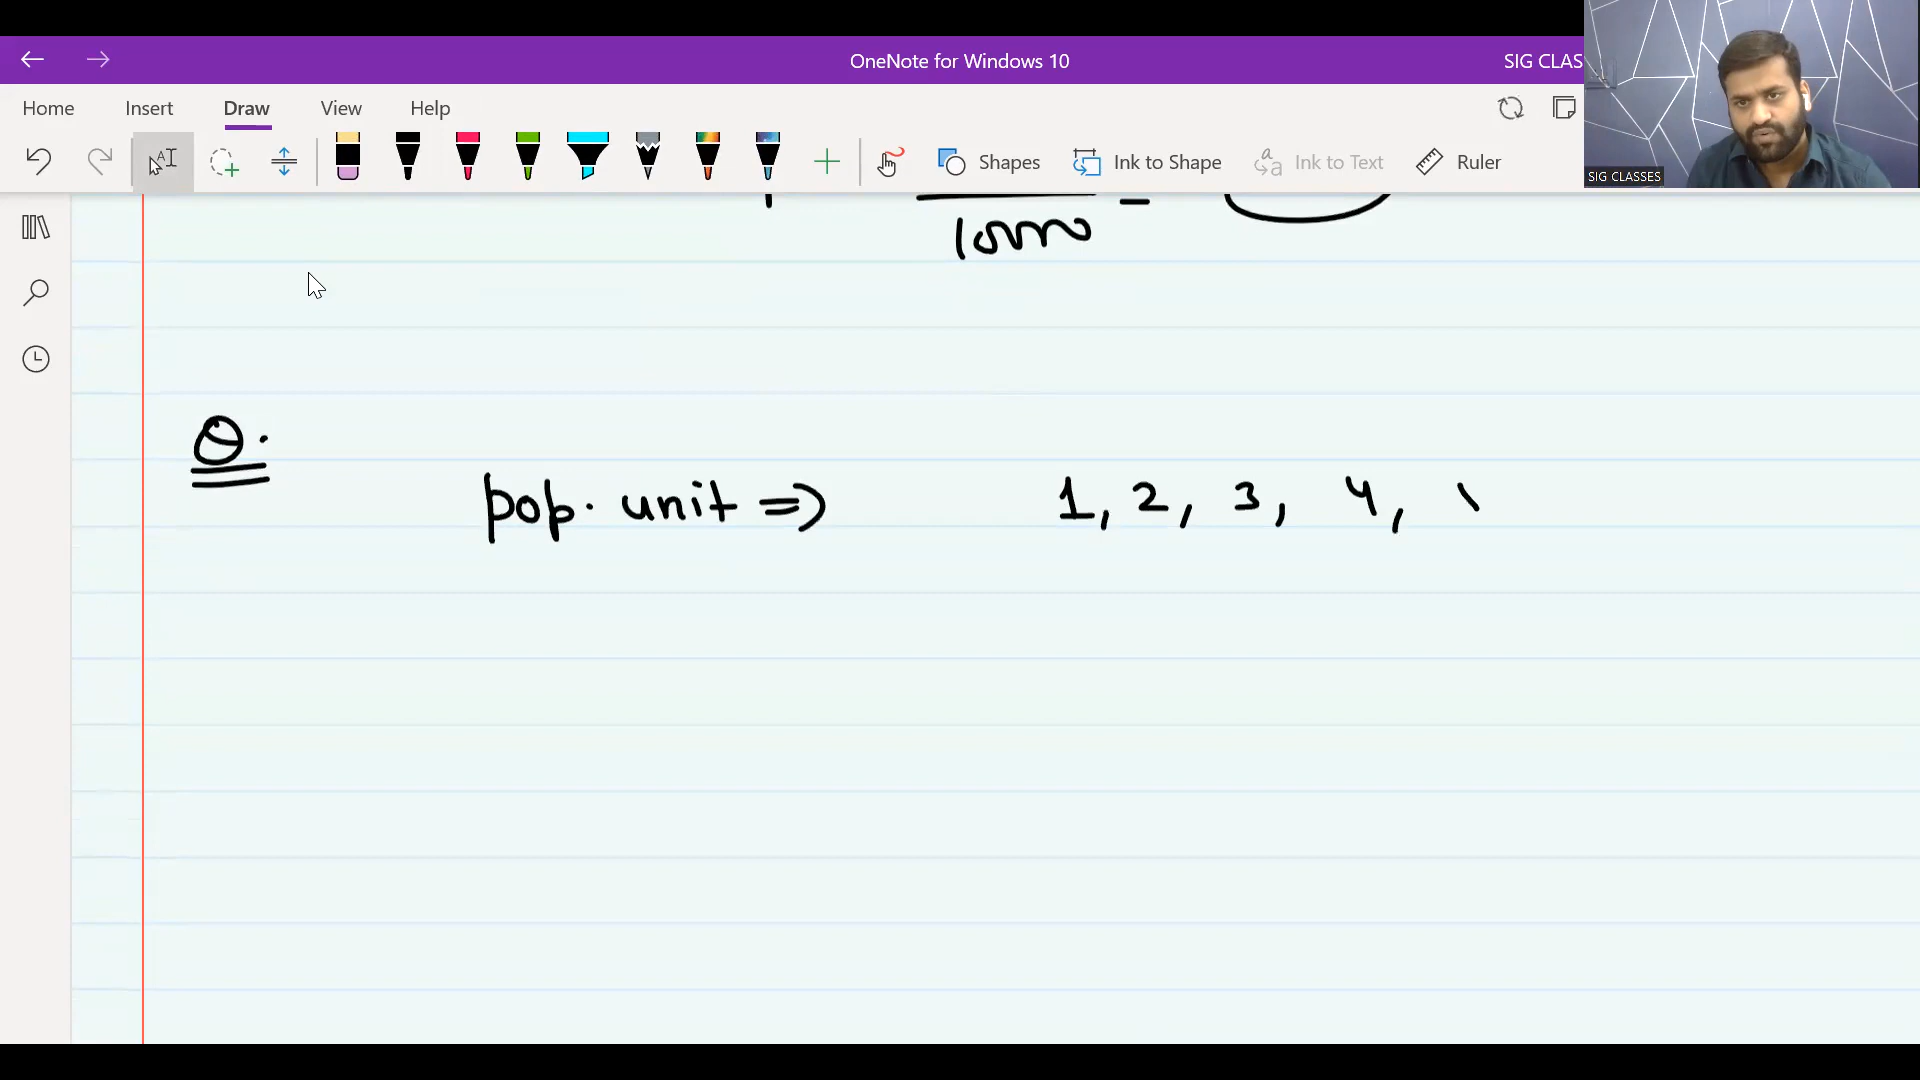 OneNote for Windows 10
SIG CLAS
Home Insert Draw View Help
Shapes Ink to Shape Ink to Text Ruler
SIG CLASSES
Q.
pop. unit => 1, 2, 3, 4,